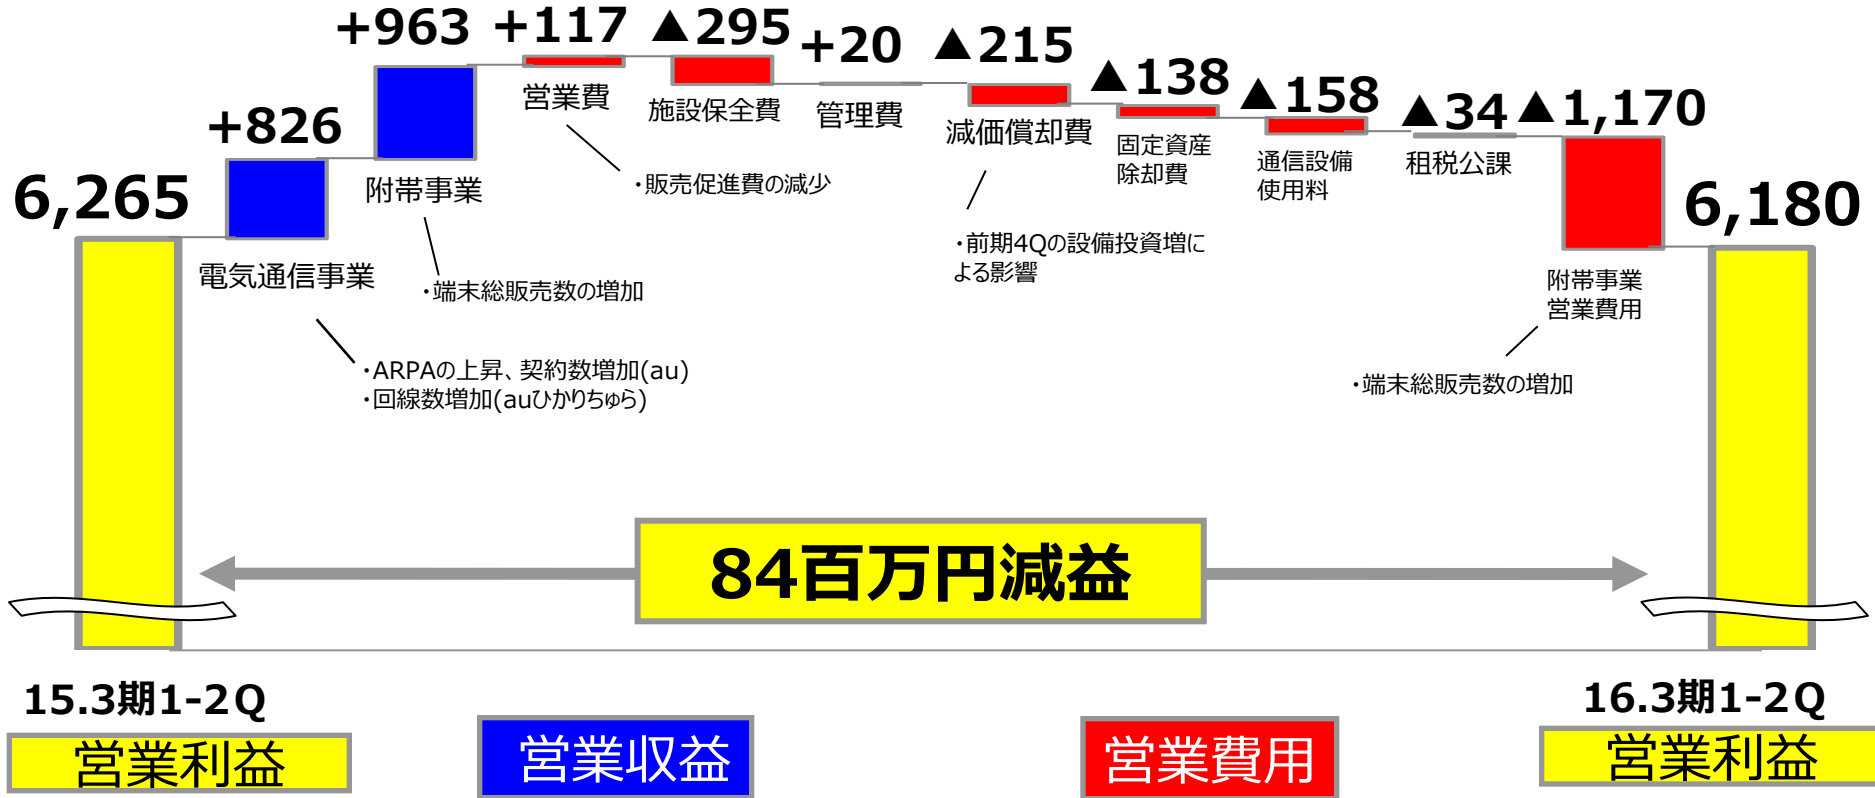 +963
+117
▲295
+20
▲215
▲138
▲158
▲34
▲1,170
+826
6,265
6,180
営業費
施設保全費
管理費
減価償却費
固定資産
除却費
通信設備
使用料
租税公課
附帯事業
・販売促進費の減少
・前期4Qの設備投資増に
よる影響
電気通信事業
・端末総販売数の増加
附帯事業
営業費用
・ARPAの上昇、契約数増加(au)
・回線数増加(auひかりちゅら)
・端末総販売数の増加
84百万円減益
15.3期1-2Q
営業利益
営業収益
営業費用
16.3期1-2Q
営業利益